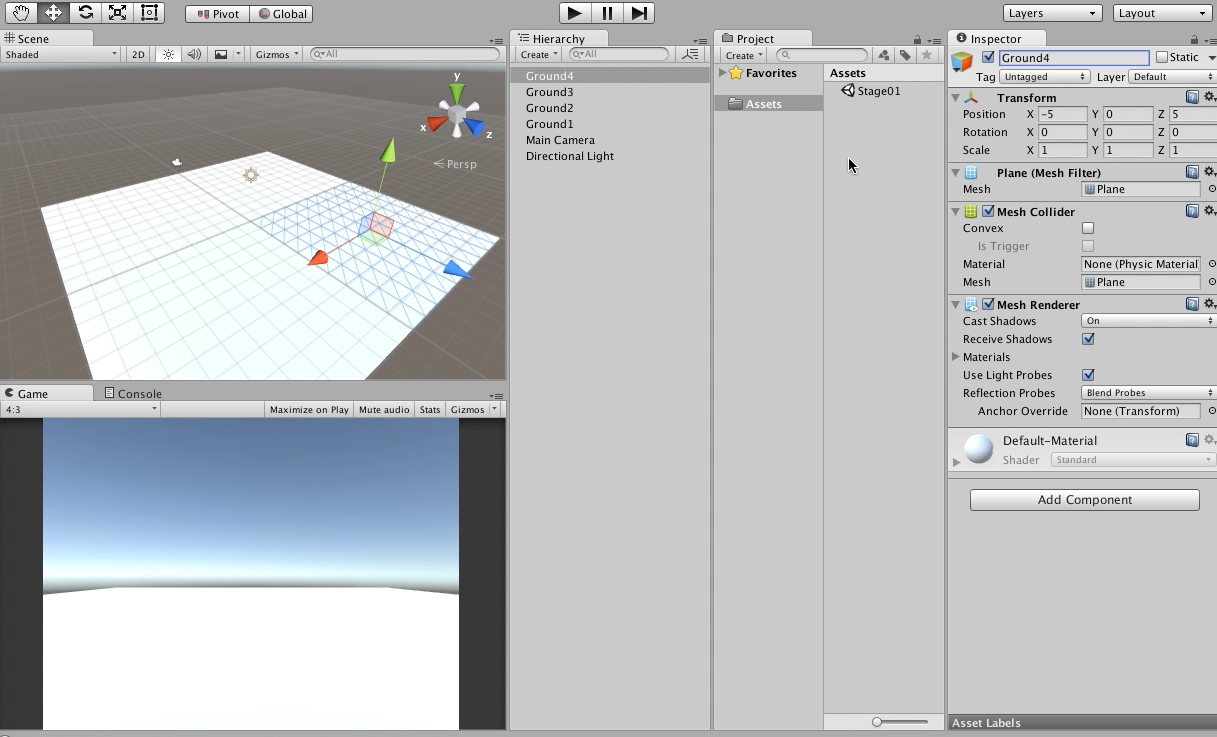 Pivot Global Layers Layout
Scene
Shaded 2D Gizmos All
y
x z
Persp
Game Console
4:3 Maximize on Play Mute audio Stats Gizmos
Hierarchy
Create All
Ground4
Ground3
Ground2
Ground1
Main Camera
Directional Light
Project
Create
Favorites
Assets
Assets
Stage01
Inspector
Ground4 Static
Tag Untagged Layer Default
Transform
Position X -5 Y 0 Z 5
Rotation X 0 Y 0 Z 0
Scale X 1 Y 1 Z 1
Plane (Mesh Filter)
Mesh Plane
Mesh Collider
Convex
Is Trigger
Material None (Physic Material
Mesh Plane
Mesh Renderer
Cast Shadows On
Receive Shadows
Materials
Use Light Probes
Reflection Probes Blend Probes
Anchor Override None (Transform)
Default-Material
Shader Standard
Add Component
Asset Labels